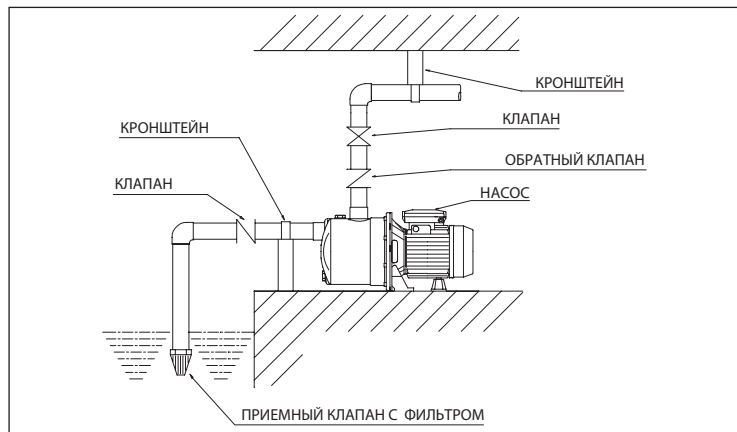 КРОНШТЕЙН
КЛАПАН
КРОНШТЕЙН
ОБРАТНЫЙ КЛАПАН
КЛАПАН
НАСОС
ПРИЕМНЫЙ КЛАПАН С ФИЛЬТРОМ